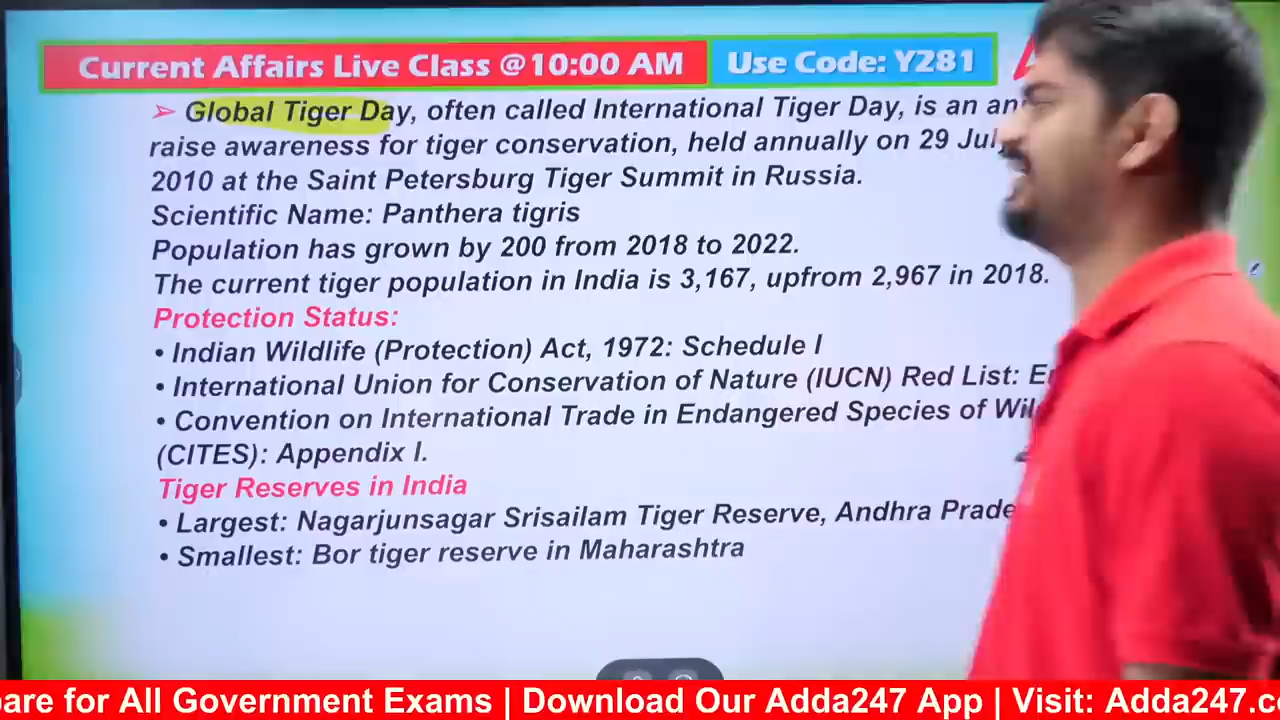 Current Affairs Live Class @10:00 AM Use Code: Y281
➢ Global Tiger Day, often called International Tiger Day, is an
raise awareness for tiger conservation, held annually on 29
2010 at the Saint Petersburg Tiger Summit in Russia.
Scientific Name: Panthera tigris
Population has grown by 200 from 2018 to 2022.
The current tiger population in India is 3,167, upfrom 2,967 in 2018.
Protection Status:
• Indian Wildlife (Protection) Act, 1972: Schedule I
• International Union for Conservation of Nature (IUCN) Red List:
• Convention on International Trade in Endangered Species of
(CITES): Appendix I.
Tiger Reserves in India
• Largest: Nagarjunsagar Srisailam Tiger Reserve, Andhra
• Smallest: Bor tiger reserve in Maharashtra
for All Government Exams | Download Our Adda247 App | Visit: